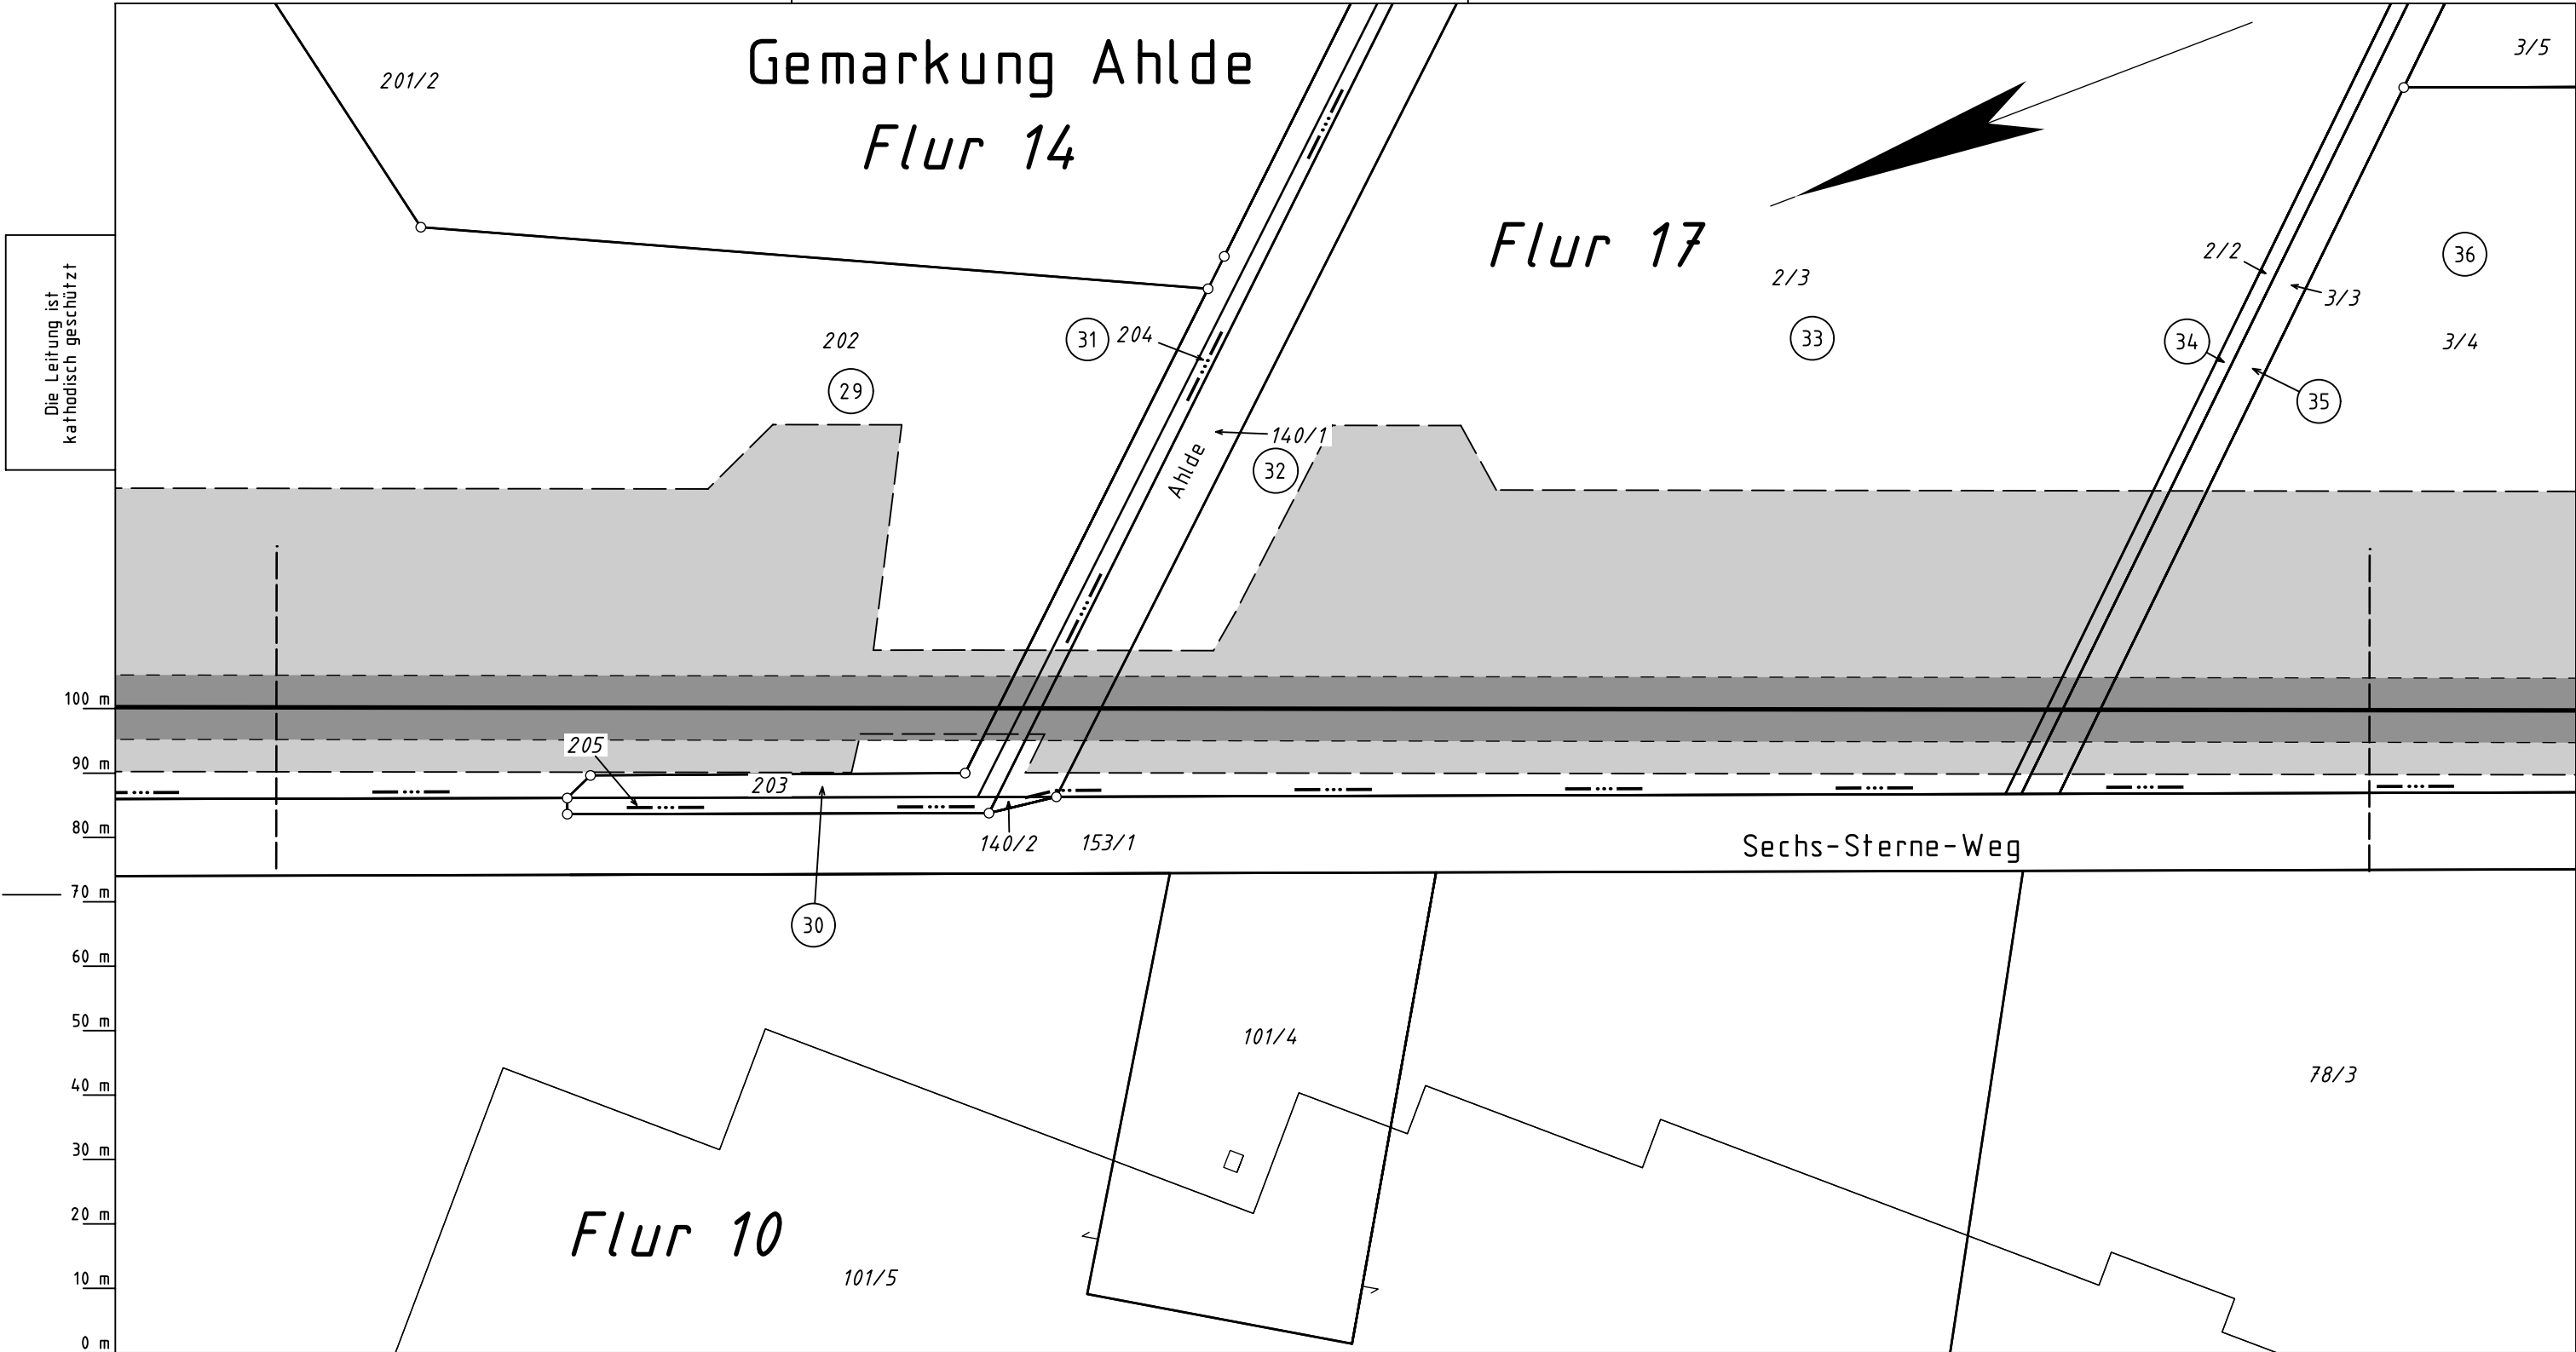 3/5
201/2
Gemarkung Ahlde
Flur 14
Flur 17
2/3
2/2
36
3/3
3/4
Die Leitung ist
kathodisch geschützt
202
29
31
204
33
34
35
140/1
32
Ahlde
100 m
90 m
80 m
70 m
60 m
50 m
40 m
30 m
20 m
10 m
0 m
205
203
140/2
153/1
Sechs-Sterne-Weg
30
101/4
78/3
Flur 10
101/5